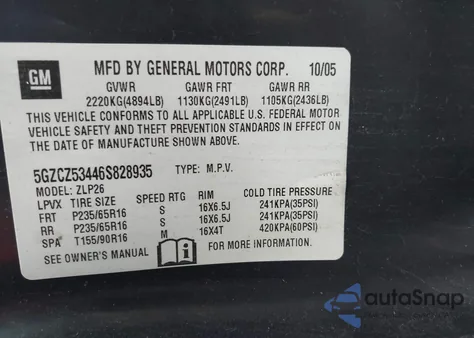 GM
MFD BY GENERAL MOTORS CORP. 10/05
GVWR GAWR FRT GAWR RR
2220KG(4894LB) 1130KG(2491LB) 1105KG(2436LB)
THIS VEHICLE CONFORMS TO ALL APPLICABLE U.S. FEDERAL MOTOR
VEHICLE SAFETY AND THEFT PREVENTION STANDARDS IN EFFECT ON
THE DATE OF MANUFACTURE SHOWN ABOVE.
5GZCZ53446S828935 TYPE: M.P.V.
MODEL: ZLP26
LPVX TIRE SIZE SPEED RTG RIM COLD TIRE PRESSURE
FRT P235/65R16 S 16X6.5J 241KPA(35PSI)
RR P235/65R16 S 16X6.5J 241KPA(35PSI)
SPA T155/90R16 M 16X4T 420KPA(60PSI)
SEE OWNER'S MANUAL FOR MORE INFORMATION.
autoSnap